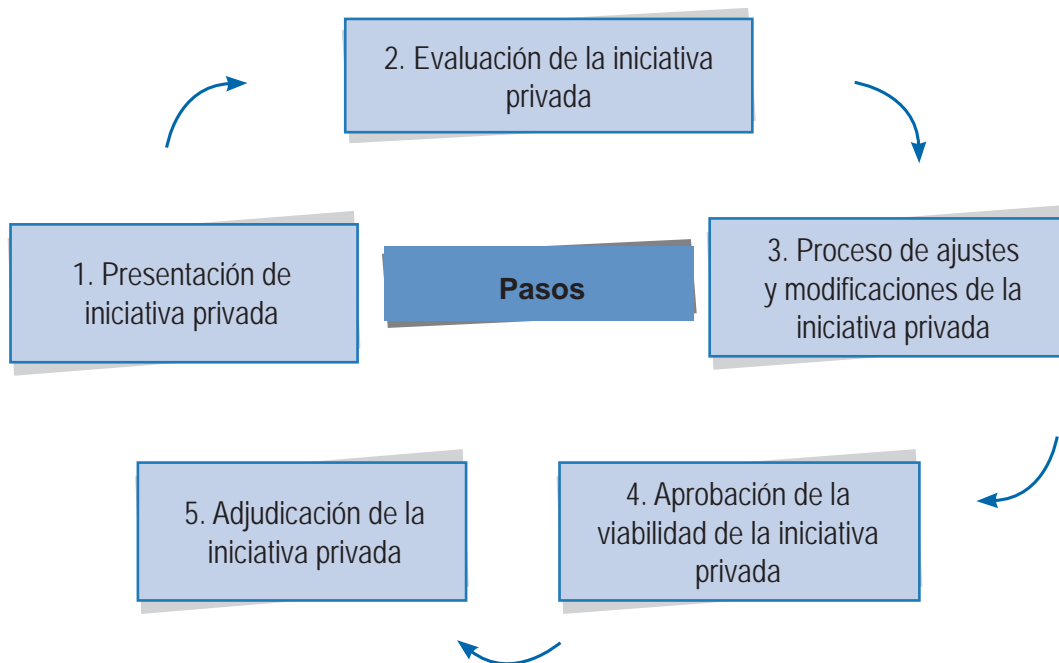 2. Evaluación de la iniciativa
privada
1. Presentación de
iniciativa privada
Pasos
3. Proceso de ajustes
y modificaciones de la
iniciativa privada
5. Adjudicación de la
iniciativa privada
4. Aprobación de la
viabilidad de la iniciativa
privada